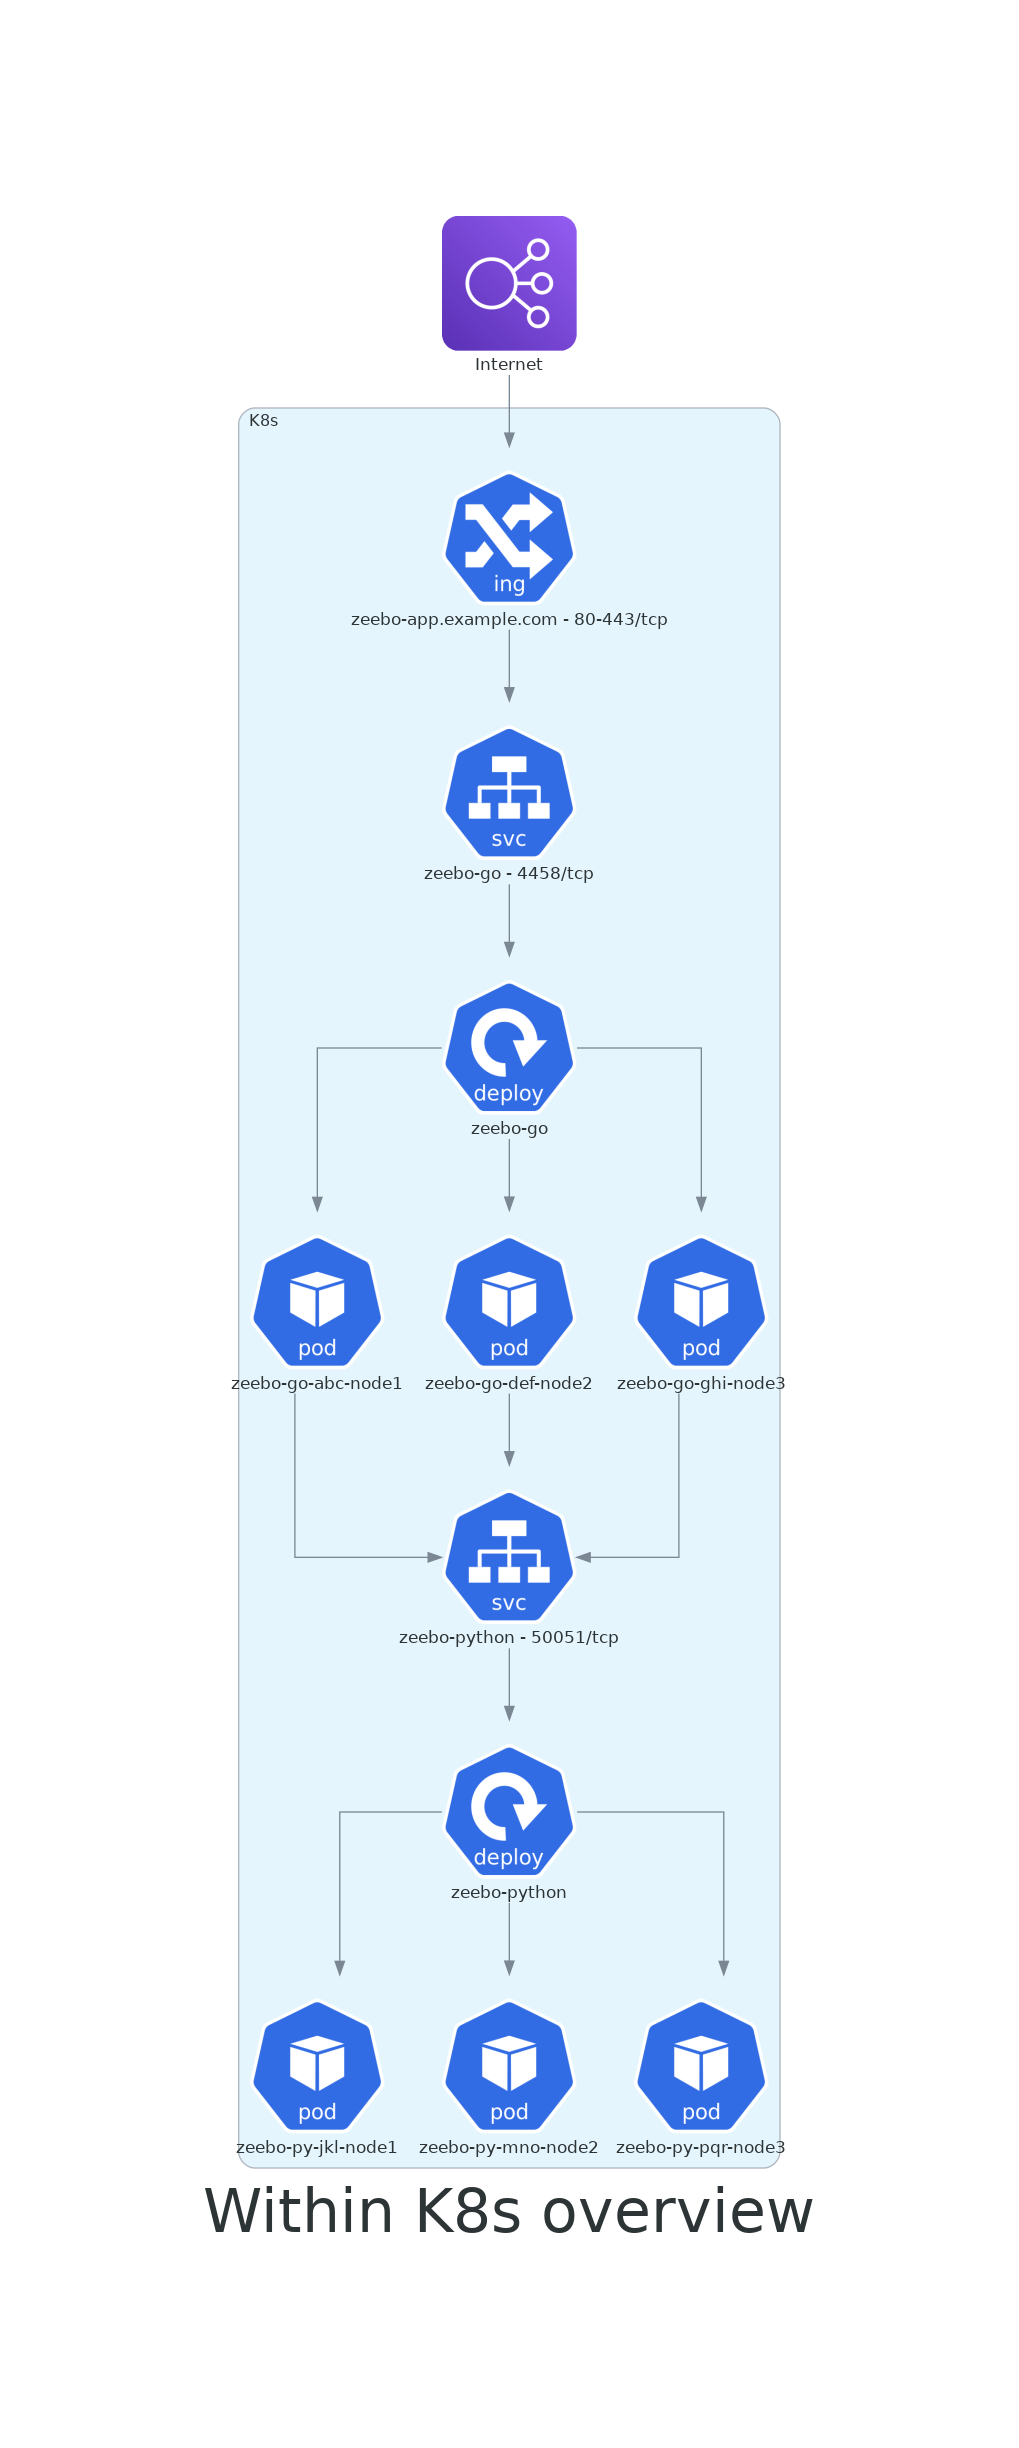 Internet
K8s
ing
zeebo-app.example.com - 80-443/tcp
svc
zeebo-go - 4458/tcp
deploy
zeebo-go
pod pod pod
zeebo-go-abc-node1 zeebo-go-def-node2 zeebo-go-ghi-node3
svc
zeebo-python - 50051/tcp
deploy
zeebo-python
pod pod pod
zeebo-py-jkl-node1 zeebo-py-mno-node2 zeebo-py-pqr-node3
Within K8s overview